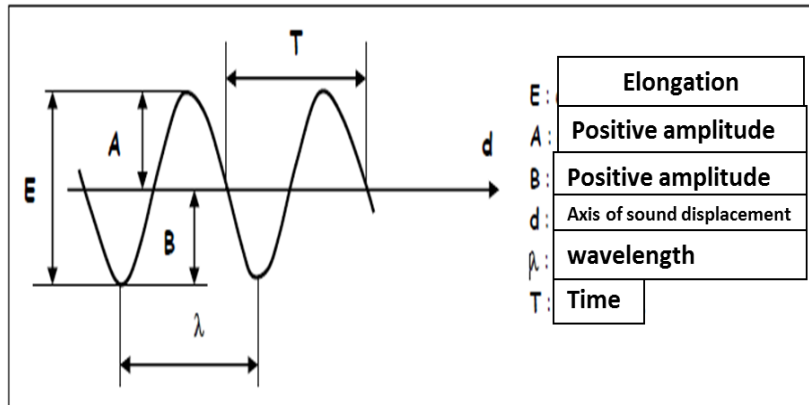 T
A
d
E
B
λ
E: Elongation
A: Positive amplitude
B: Positive amplitude
d: Axis of sound displacement
λ: wavelength
T: Time